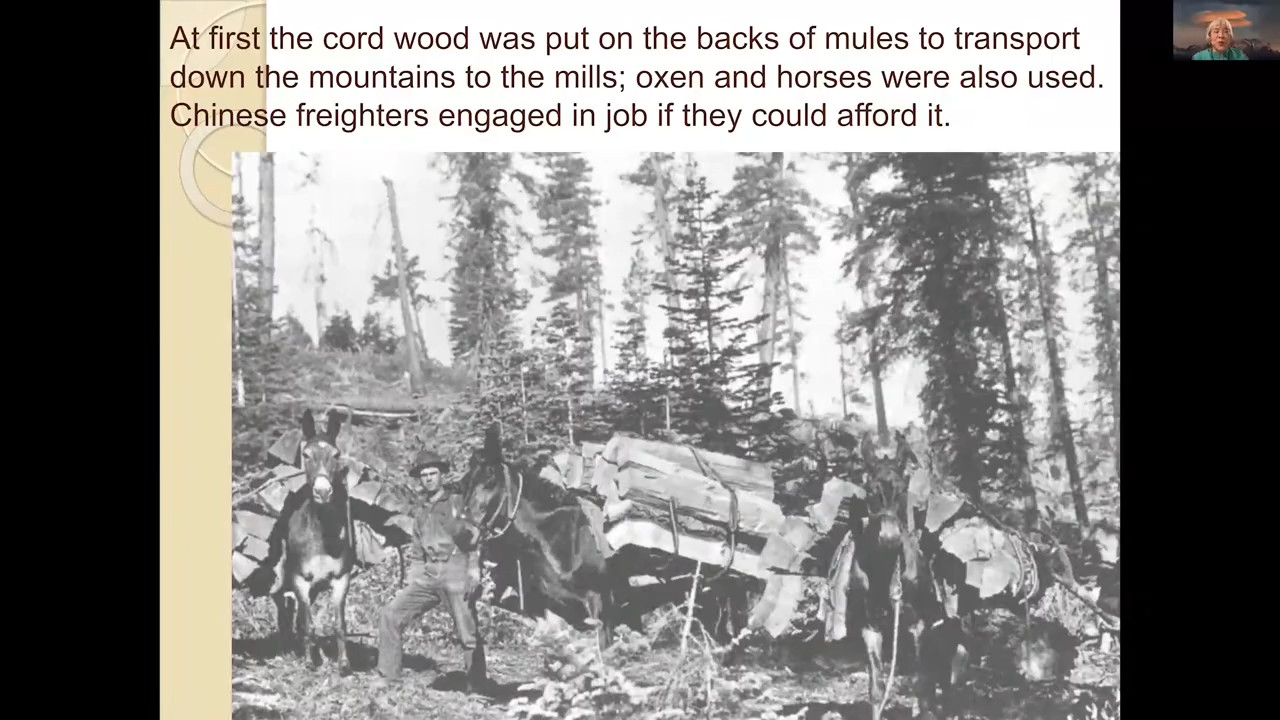 At first the cord wood was put on the backs of mules to transport
down the mountains to the mills; oxen and horses were also used.
Chinese freighters engaged in job if they could afford it.